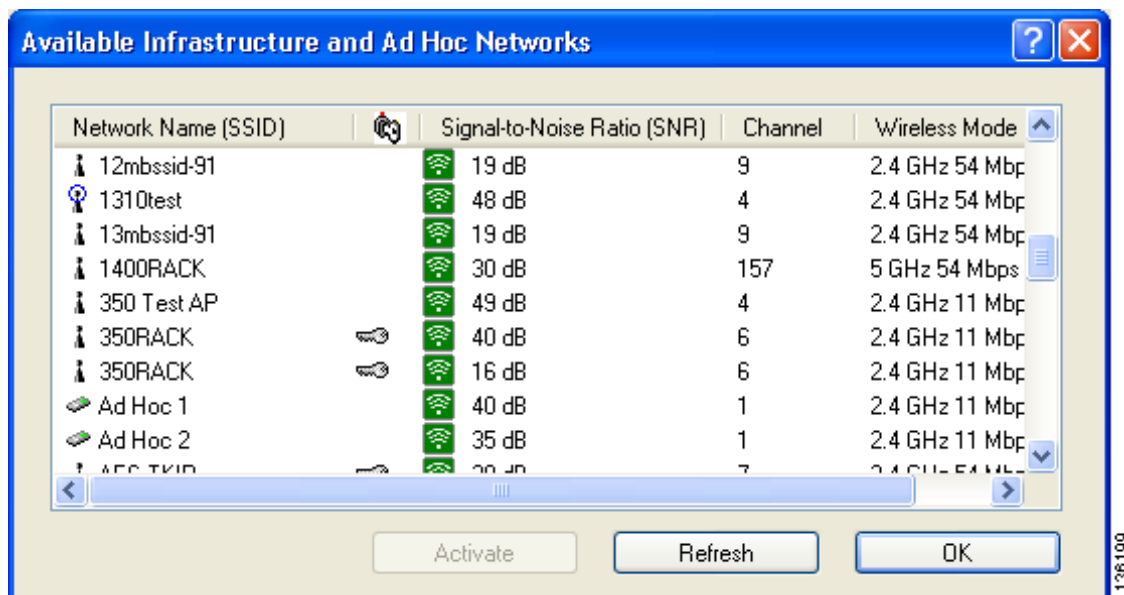 Available Infrastructure and Ad Hoc Networks
Network Name (SSID) Signal-to-Noise Ratio (SNR) Channel Wireless Mode
12mbssid-91 19 dB 9 2.4 GHz 54 Mbp
1310test 48 dB 4 2.4 GHz 54 Mbp
13mbssid-91 19 dB 9 2.4 GHz 54 Mbp
1400RACK 30 dB 157 5 GHz 54 Mbps
350 Test AP 49 dB 4 2.4 GHz 11 Mbp
350RACK 40 dB 6 2.4 GHz 11 Mbp
350RACK 16 dB 6 2.4 GHz 11 Mbp
Ad Hoc 1 40 dB 1 2.4 GHz 11 Mbp
Ad Hoc 2 35 dB 1 2.4 GHz 11 Mbp
Activate Refresh OK